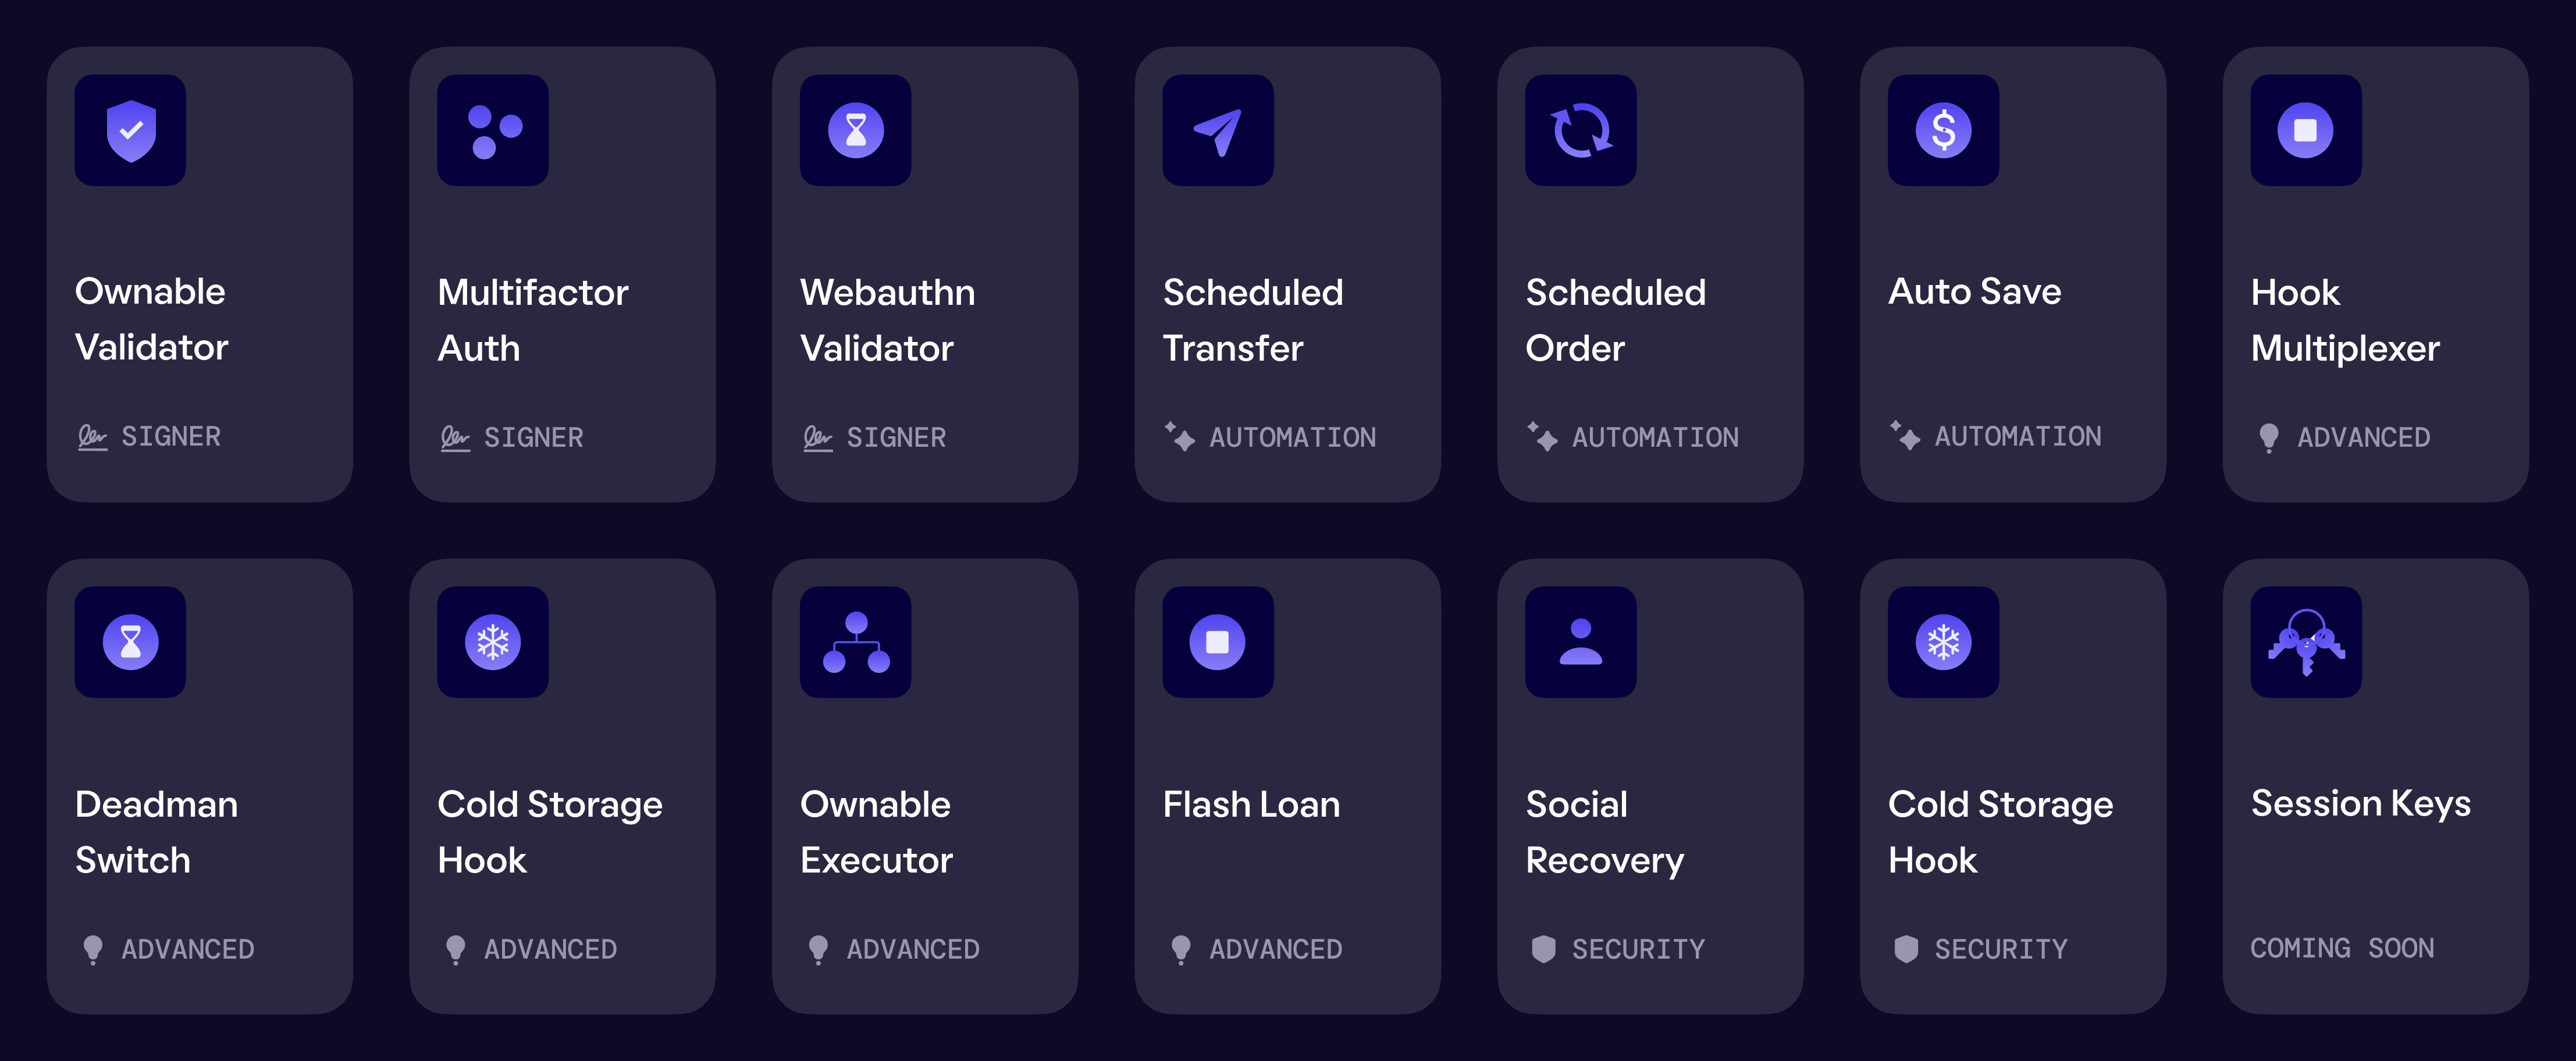 Ownable
Validator
SIGNER
Multifactor
Auth
SIGNER
Webauthn
Validator
SIGNER
Scheduled
Transfer
AUTOMATION
Scheduled
Order
AUTOMATION
Auto Save
AUTOMATION
Hook
Multiplexer
ADVANCED
Deadman
Switch
ADVANCED
Cold Storage
Hook
ADVANCED
Ownable
Executor
ADVANCED
Flash Loan
ADVANCED
Social
Recovery
SECURITY
Cold Storage
Hook
SECURITY
Session Keys
COMING SOON